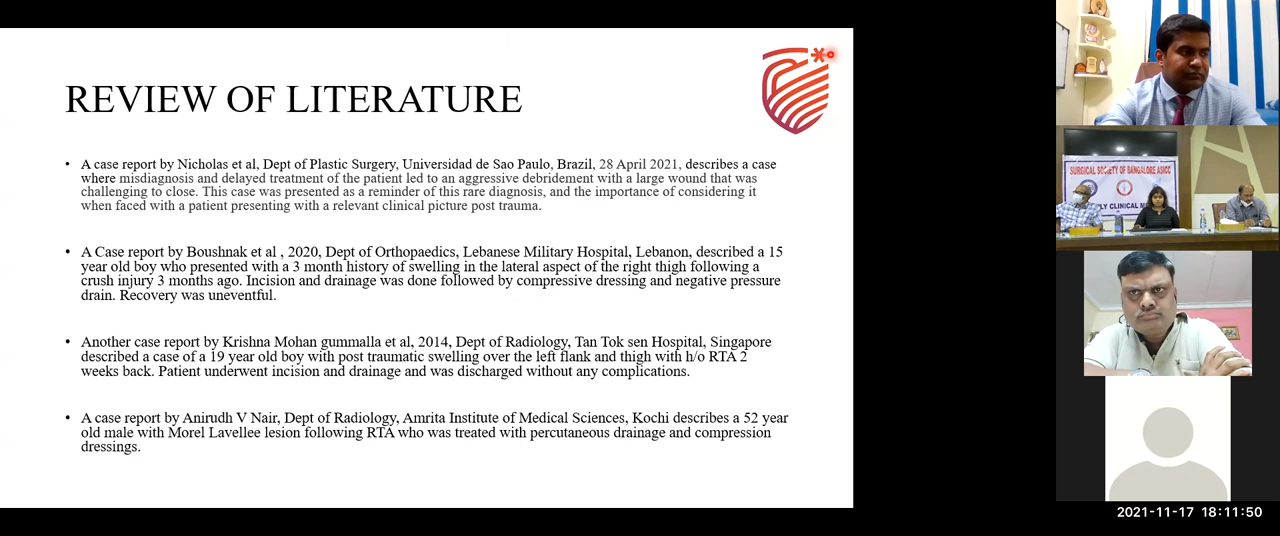 REVIEW OF LITERATURE
• A case report by Nicholas et al, Dept of Plastic Surgery, Universidad de Sao Paulo, Brazil, 28 April 2021, describes a case
where misdiagnosis and delayed treatment of the patient led to an aggressive debridement with a large wound that was
challenging to close. This case was presented as a reminder of this rare diagnosis, and the importance of considering it
when faced with a patient presenting with a relevant clinical picture post trauma.
• A Case report by Boushnak et al , 2020, Dept of Orthopaedics, Lebanese Military Hospital, Lebanon, described a 15
year old boy who presented with a 3 month history of swelling in the lateral aspect of the right thigh following a
crush injury 3 months ago. Incision and drainage was done followed by compressive dressing and negative pressure
drain. Recovery was uneventful.
• Another case report by Krishna Mohan gummalla et al, 2014, Dept of Radiology, Tan Tok sen Hospital, Singapore
described a case of a 19 year old boy with post traumatic swelling over the left flank and thigh with h/o RTA 2
weeks back. Patient underwent incision and drainage and was discharged without any complications.
• A case report by Anirudh V Nair, Dept of Radiology, Amrita Institute of Medical Sciences, Kochi describes a 52 year
old male with Morel Lavellee lesion following RTA who was treated with percutaneous drainage and compression
dressings.
SURGICAL SOCIETY OF BANGALORE ASICC
CLINICAL
2021-11-17 18:11:50